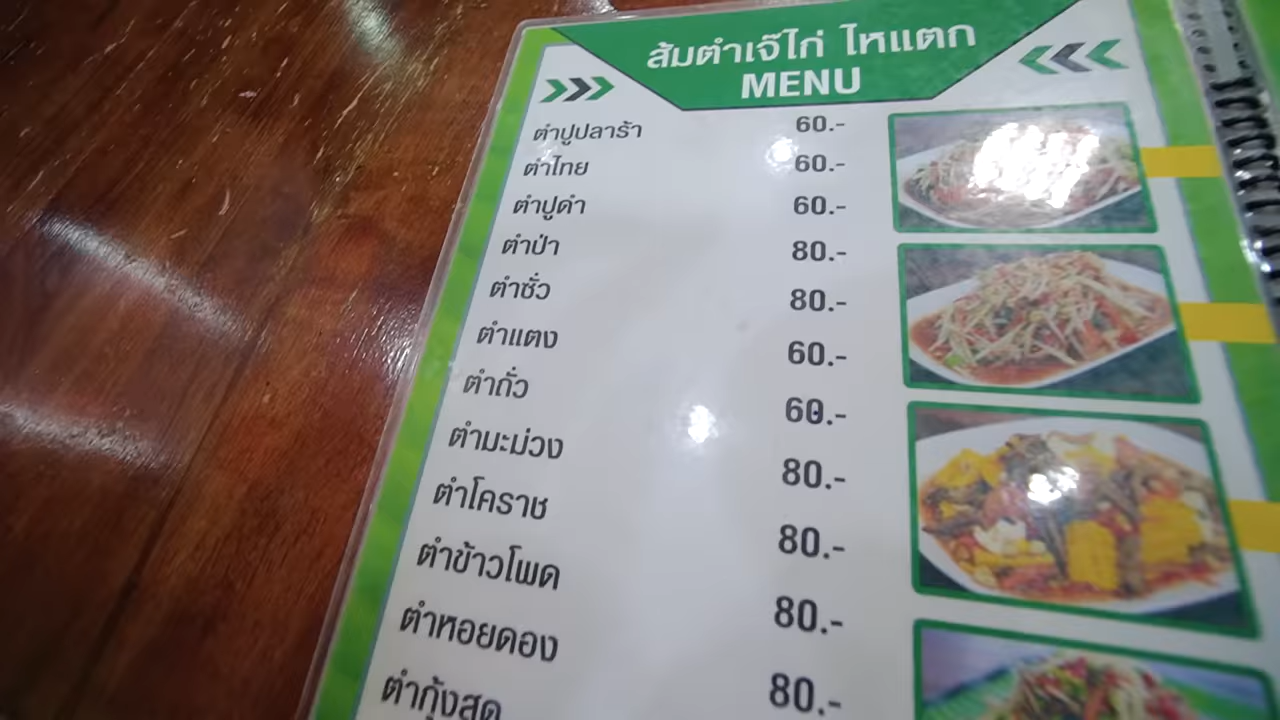 ส้มตำเจ๊ไก่ ไหแตก
MENU
ตำปูปลาร้า 60.-
ตำไทย 60.-
ตำปูดำ 60.-
ตำป่า 80.-
ตำซั่ว 80.-
ตำแตง 60.-
ตำถั่ว 60.-
ตำมะม่วง 80.-
ตำโคราช 80.-
ตำข้าวโพด 80.-
ตำหอยดอง 80.-
ตำกุ้งสด